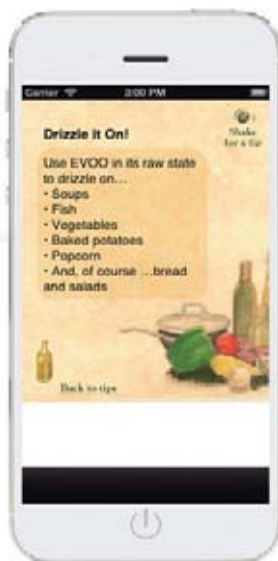 Carrier 3:00 PM
Shake
for a tip
Drizzle it On!
Use EVOO in its raw state
to drizzle on…
• Soups
• Fish
• Vegetables
• Baked potatoes
• Popcorn
• And, of course …bread
and salads
Back to tips